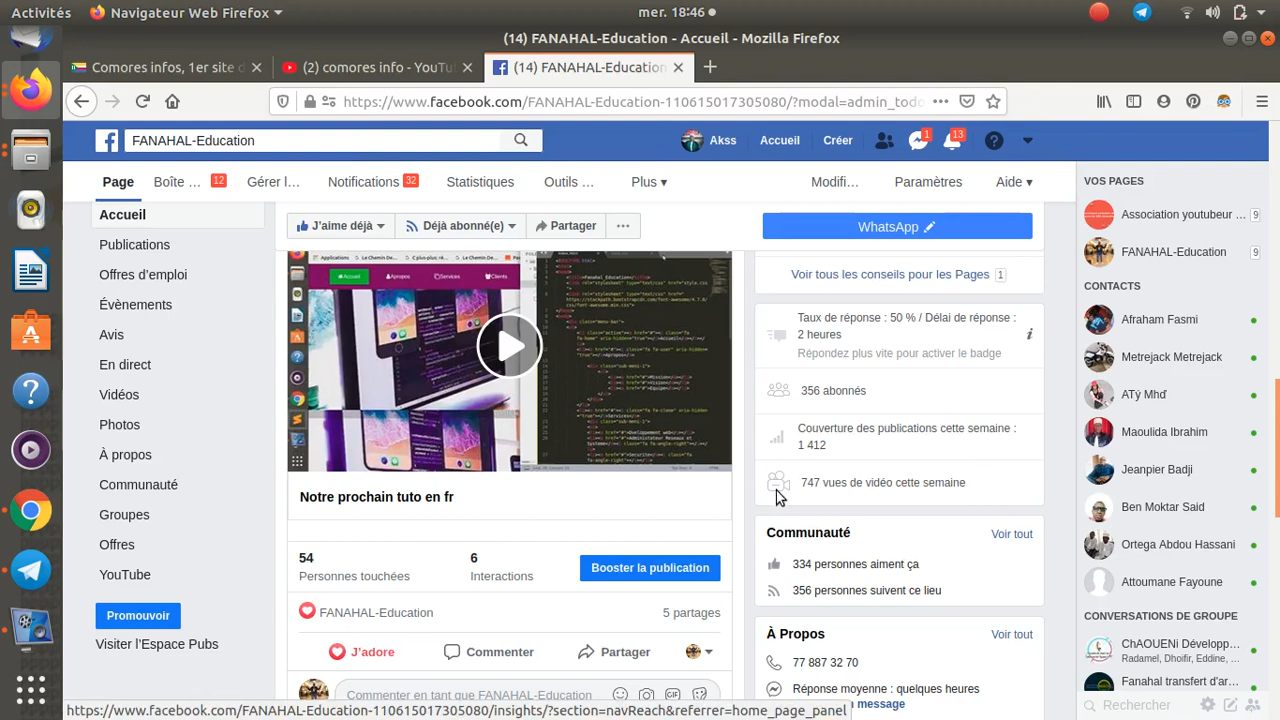 Activités
Navigateur Web Firefox
mer. 18:46
(14) FANAHAL-Education - Accueil - Mozilla Firefox
Comores infos, 1er site d
(2) comores info - YouTu
(14) FANAHAL-Education
https://www.facebook.com/FANAHAL-Education-110615017305080/?modal=admin_todo
FANAHAL-Education
Akss
Accueil
Créer
1
13
Page
Boîte ...
12
Gérer l...
Notifications
32
Statistiques
Outils ...
Plus
Modifi...
Paramètres
Aide
Accueil
Publications
Offres d'emploi
Évènements
Avis
En direct
Vidéos
Photos
À propos
Communauté
Groupes
Offres
YouTube
Promouvoir
Visiter l'Espace Pubs
J'aime déjà
Déjà abonné(e)
Partager
WhatsApp
Notre prochain tuto en fr
54
Personnes touchées
6
Interactions
Booster la publication
FANAHAL-Education
5 partages
J'adore
Commenter
Partager
Commentez en tant que FANAHAL-Education
GIF
Voir tous les conseils pour les Pages
1
Taux de réponse : 50 % / Délai de réponse :
2 heures
Répondez plus vite pour activer le badge
356 abonnés
Couverture des publications cette semaine :
1 412
747 vues de vidéo cette semaine
Communauté
Voir tout
334 personnes aiment ça
356 personnes suivent ce lieu
À Propos
Voir tout
77 887 32 70
Réponse moyenne : quelques heures
message
VOS PAGES
Association youtubeur ...
9
FANAHAL-Education
9
CONTACTS
Afraham Fasmi
Metrejack Metrejack
ATÿ Mhď
Maoulida Ibrahim
Jeanpier Badji
Ben Moktar Said
Ortega Abdou Hassani
Attoumane Fayoune
CONVERSATIONS DE GROUPE
ChAOUENi Développ...
Radamel, Dhoifir, Eddine, ...
Fanahal transfert d'ar...
Rechercher
https://www.facebook.com/FANAHAL-Education-110615017305080/insights/?section=navReach&referrer=home_page_panel